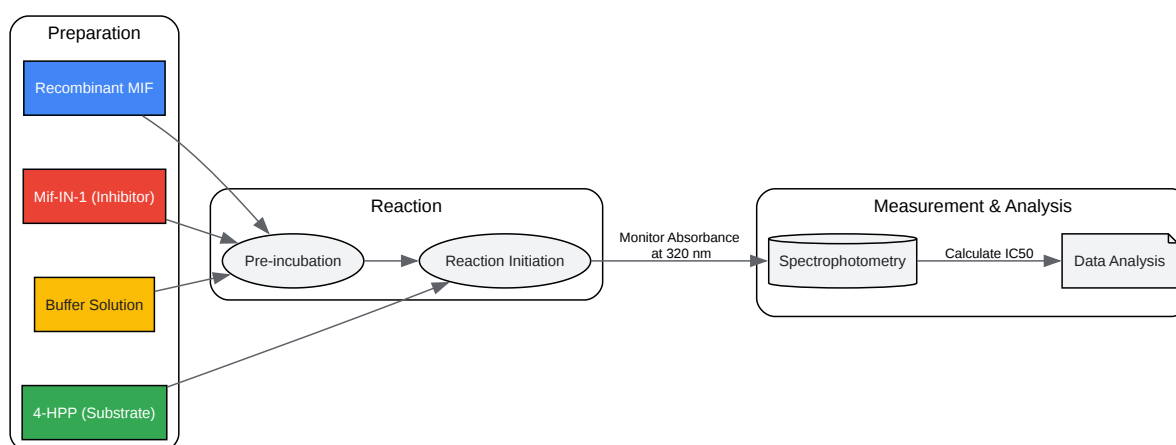 Preparation
Recombinant MIF
Mif-IN-1 (Inhibitor)
Buffer Solution
4-HPP (Substrate)
Reaction
Pre-incubation
Reaction Initiation
Monitor Absorbance
at 320 nm
Measurement & Analysis
Spectrophotometry
Calculate IC50
Data Analysis